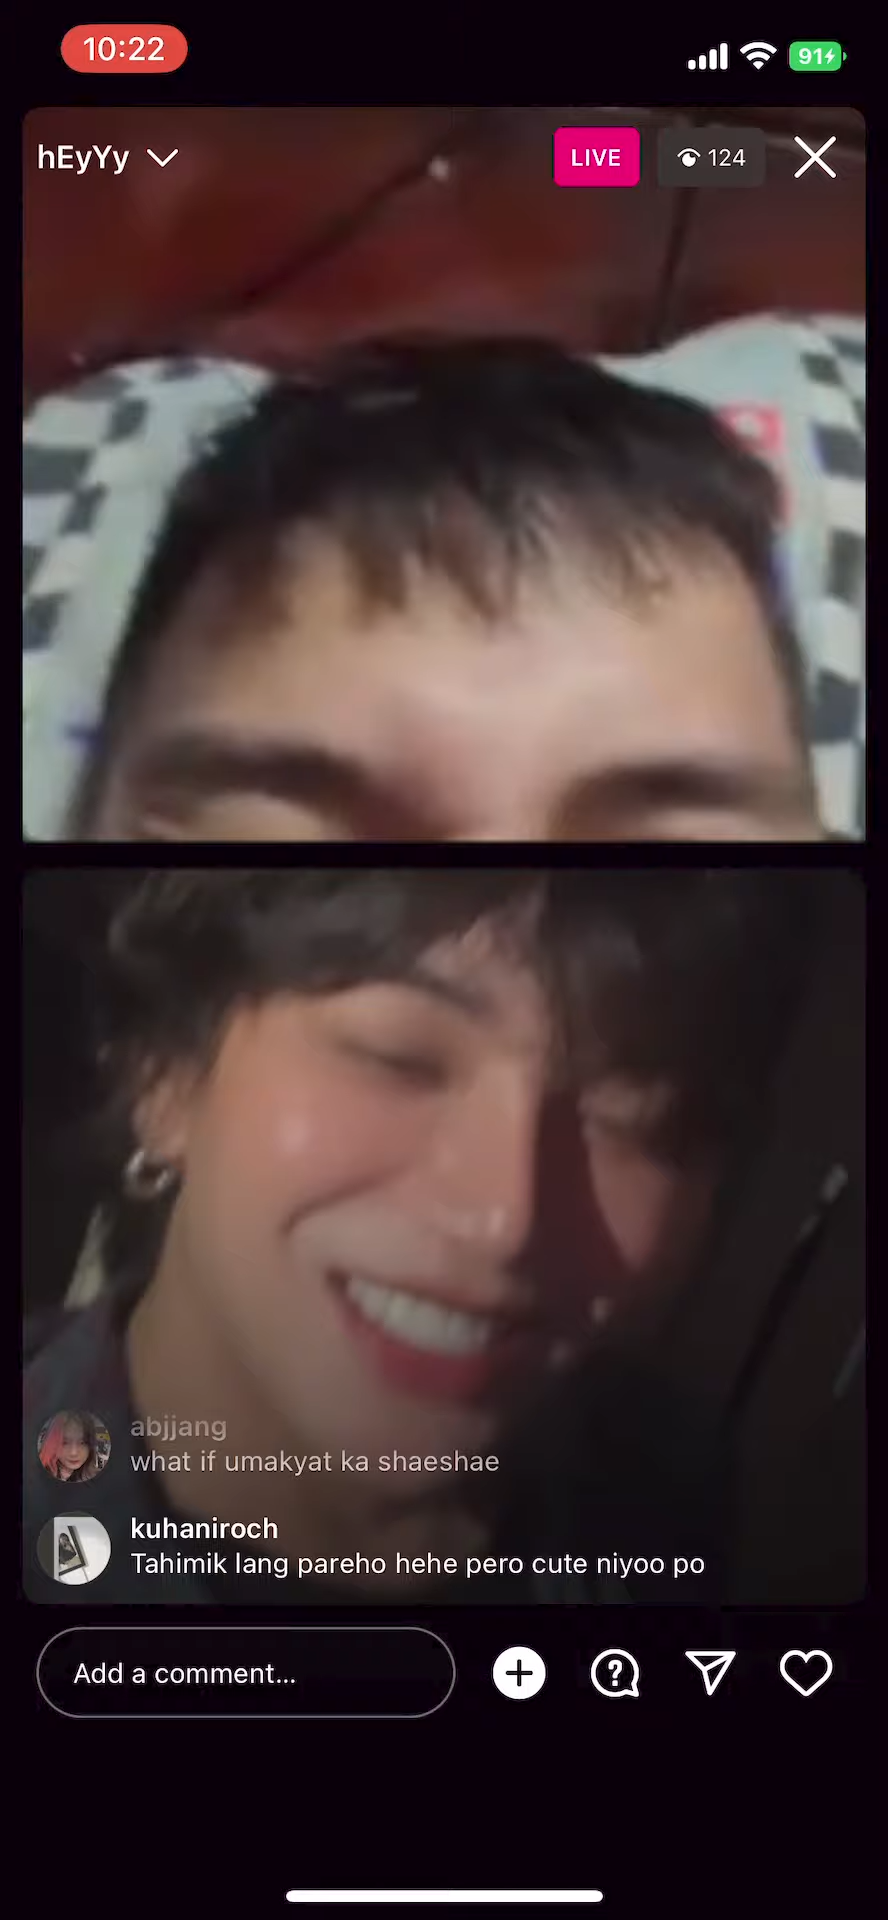 10:22
91
hEyYy
LIVE
124
abjjang
what if umakyat ka shaeshae
kuhaniroch
Tahimik lang pareho hehe pero cute niyoo po
Add a comment...